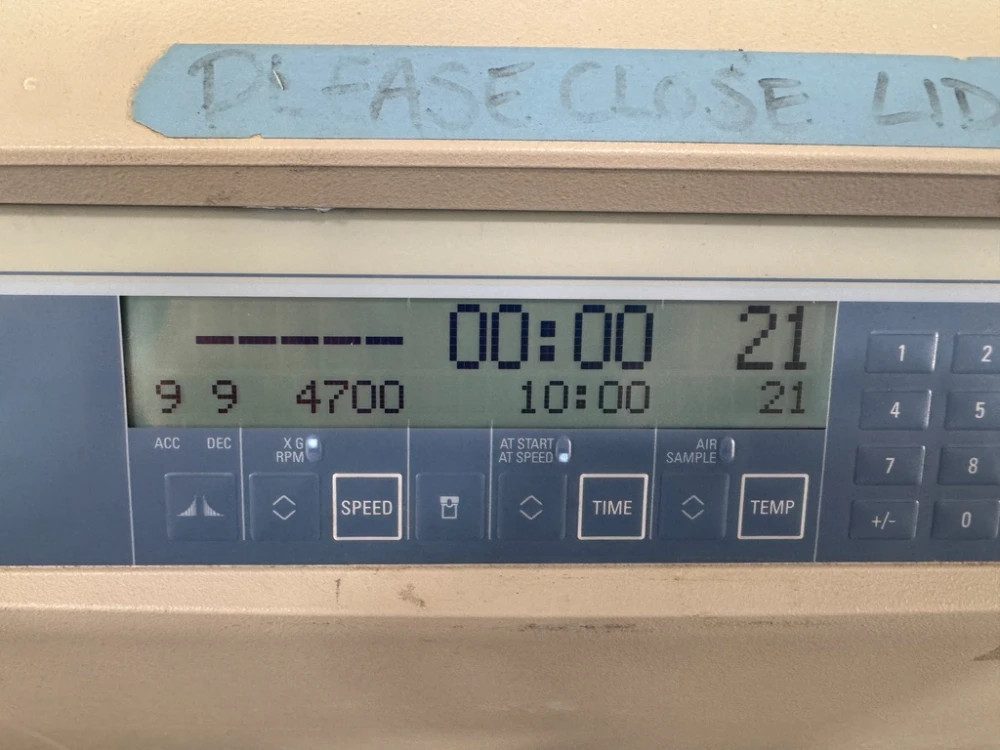 PLEASE CLOSE LID
----- 00:00 21
9 9 4700 10:00 21
ACC DEC X G RPM AT START AT SPEED AIR SAMPLE
SPEED TIME TEMP
1 2
4 5
7 8
+/- 0